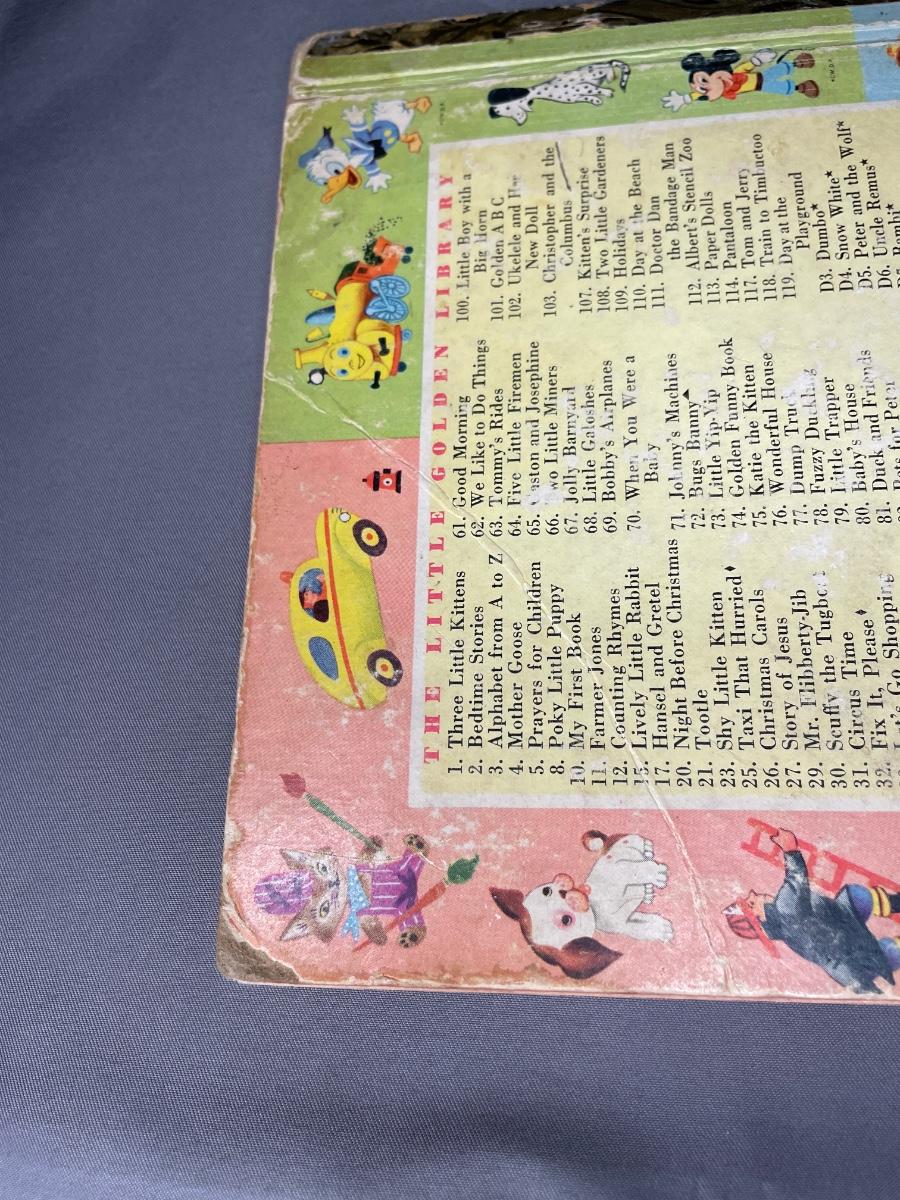 THE LITTLE GOLDEN LIBRARY
1. Three Little Kittens
2. Bedtime Stories
3. Alphabet from A to Z
4. Mother Goose
5. Prayers for Children
8. Poky Little Puppy
10. My First Book
11. Farmer Jones
12. Counting Rhymes
15. Lively Little Rabbit
17. Hansel and Gretel
20. Night Before Christmas
21. Tootle
23. Shy Little Kitten
25. Taxi That Hurried♦
26. Christmas Carols
27. Story of Jesus
29. Mr. Flibberty-Jib
30. Scuffy the Tugboat
31. Circus Time
32. Fix It, Please♦
Let's Go Shopping
61. Good Morning
62. We Like to Do Things
63. Tommy's Rides
64. Five Little Firemen
65. Gaston and Josephine
66. Two Little Miners
67. Jolly Barnyard
68. Little Galoshes
69. Bobby's Airplanes
70. When You Were a
Baby
71. Johnny's Machines
72. Bugs Bunny▲
73. Little Yip-Yip
74. Golden Funny Book
75. Katie the Kitten
76. Wonderful House
77. Dump Truck
78. Fuzzy Duckling
79. Little Trapper
80. Baby's House
81. Duck and Friends
Pets for Peter
100. Little Boy with a
Big Horn
101. Golden ABC
102. Ukelele and Her
New Doll
103. Christopher and the
Columbus
107. Kitten's Surprise
108. Two Little Gardeners
109. Holidays
110. Day at the Beach
111. Doctor Dan
the Bandage Man
112. Albert's Stencil Zoo
113. Paper Dolls
114. Pantaloon
117. Tom and Jerry
118. Train to Timbuctoo
119. Day at the
Playground
D3. Dumbo★
D4. Snow White★
D5. Peter and the Wolf★
D6. Uncle Remus★
Bambi★